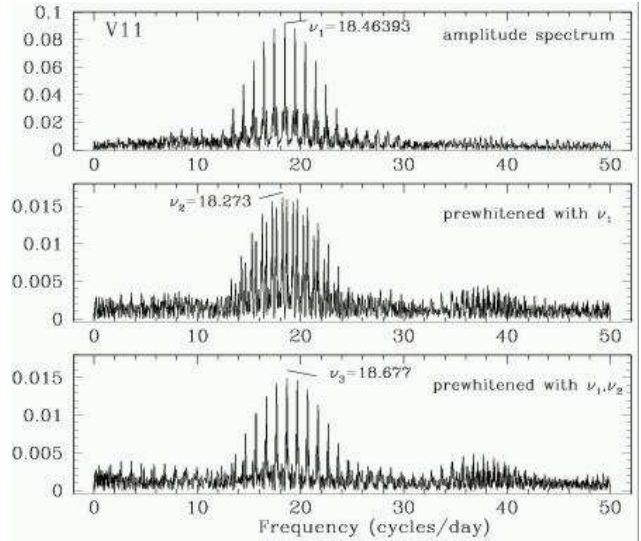 V11
ν₁=18.46393
amplitude spectrum
0.1
0.08
0.06
0.04
0.02
0
0 10 20 30 40 50
ν₂=18.273
prewhitened with ν₁
0.015
0.01
0.005
0
0 10 20 30 40 50
ν₃=18.677
prewhitened with ν₁,ν₂
0.015
0.01
0.005
0
0 10 20 30 40 50
Frequency (cycles/day)